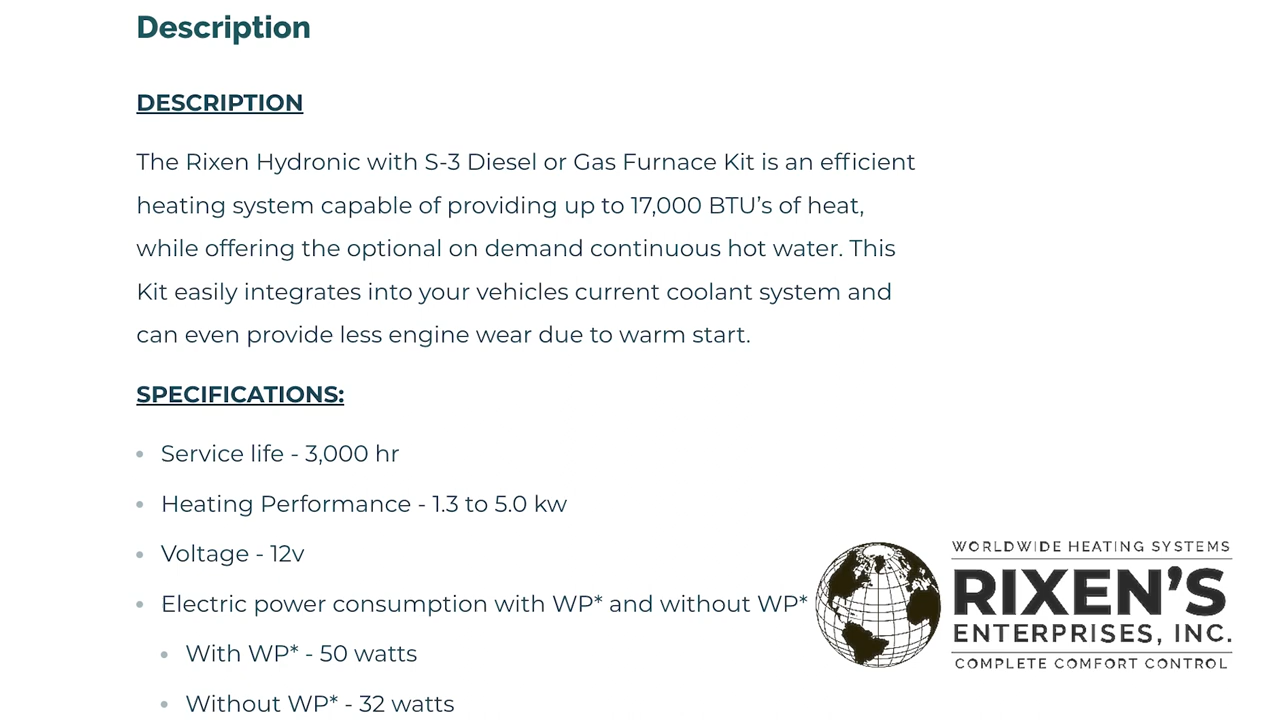 Description
DESCRIPTION
The Rixen Hydronic with S-3 Diesel or Gas Furnace Kit is an efficient
heating system capable of providing up to 17,000 BTU’s of heat,
while offering the optional on demand continuous hot water. This
Kit easily integrates into your vehicles current coolant system and
can even provide less engine wear due to warm start.
SPECIFICATIONS:
Service life - 3,000 hr
Heating Performance - 1.3 to 5.0 kw
Voltage - 12v
Electric power consumption with WP* and without WP*
With WP* - 50 watts
Without WP* - 32 watts
WORLDWIDE HEATING SYSTEMS
RIXEN’S
ENTERPRISES, INC.
COMPLETE COMFORT CONTROL